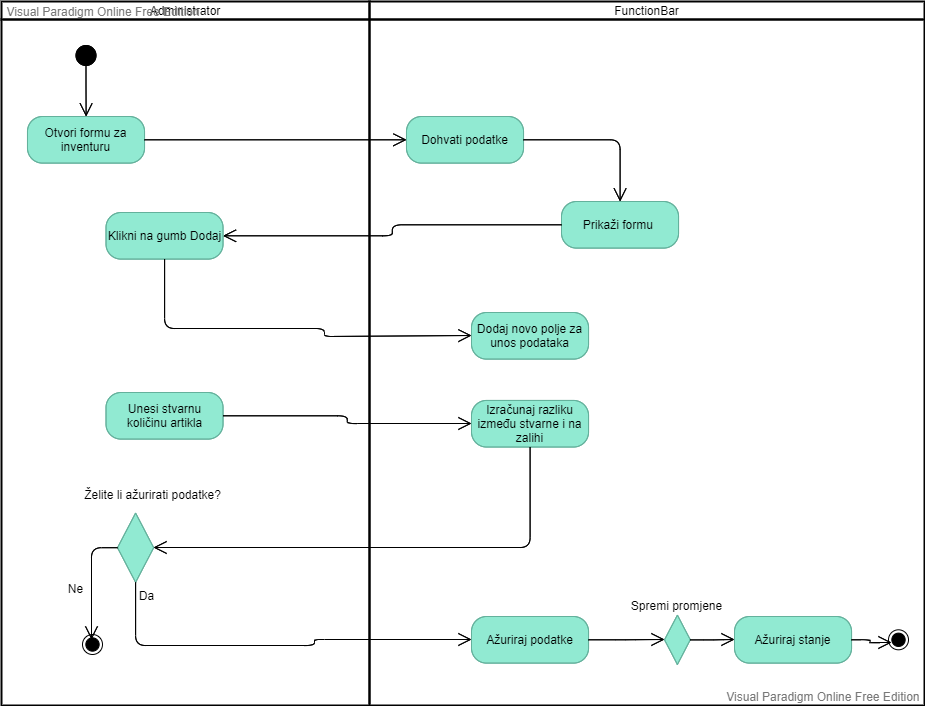 Visual Paradigm Online Free Edition
Administrator
FunctionBar
Otvori formu za
inventuru
Dohvati podatke
Prikaži formu
Klikni na gumb Dodaj
Dodaj novo polje za
unos podataka
Unesi stvarnu
količinu artikla
Izračunaj razliku
između stvarne i na
zalihi
Želite li ažurirati podatke?
Ne
Da
Spremi promjene
Ažuriraj podatke
Ažuriraj stanje
Visual Paradigm Online Free Edition